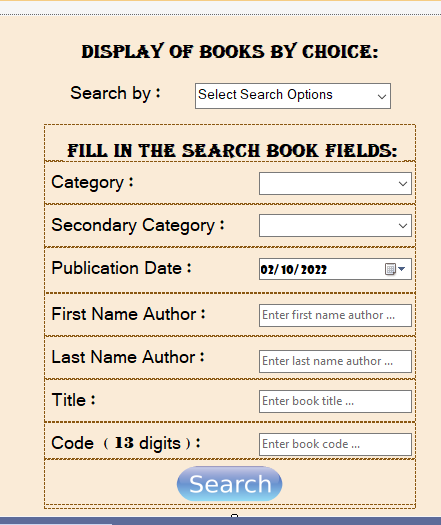 DISPLAY OF BOOKS BY CHOICE:
Search by : Select Search Options
FILL IN THE SEARCH BOOK FIELDS:
Category :
Secondary Category :
Publication Date : 02/10/2022
First Name Author : Enter first name author ...
Last Name Author : Enter last name author ...
Title : Enter book title ...
Code ( 13 digits ) : Enter book code ...
Search